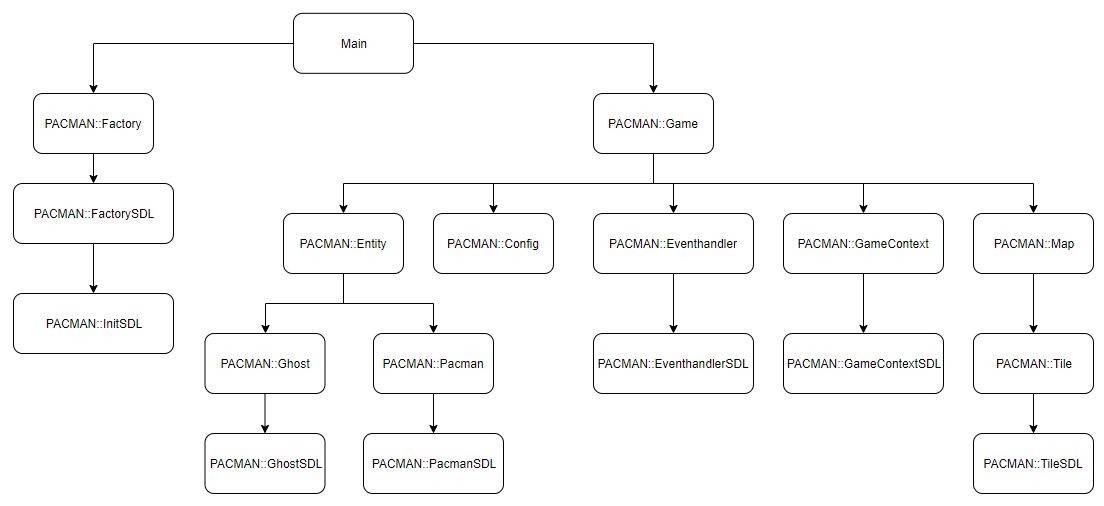 Main
PACMAN::Factory
PACMAN::Game
PACMAN::FactorySDL
PACMAN::Entity
PACMAN::Config
PACMAN::Eventhandler
PACMAN::GameContext
PACMAN::Map
PACMAN::InitSDL
PACMAN::Ghost
PACMAN::Pacman
PACMAN::EventhandlerSDL
PACMAN::GameContextSDL
PACMAN::Tile
PACMAN::GhostSDL
PACMAN::PacmanSDL
PACMAN::TileSDL